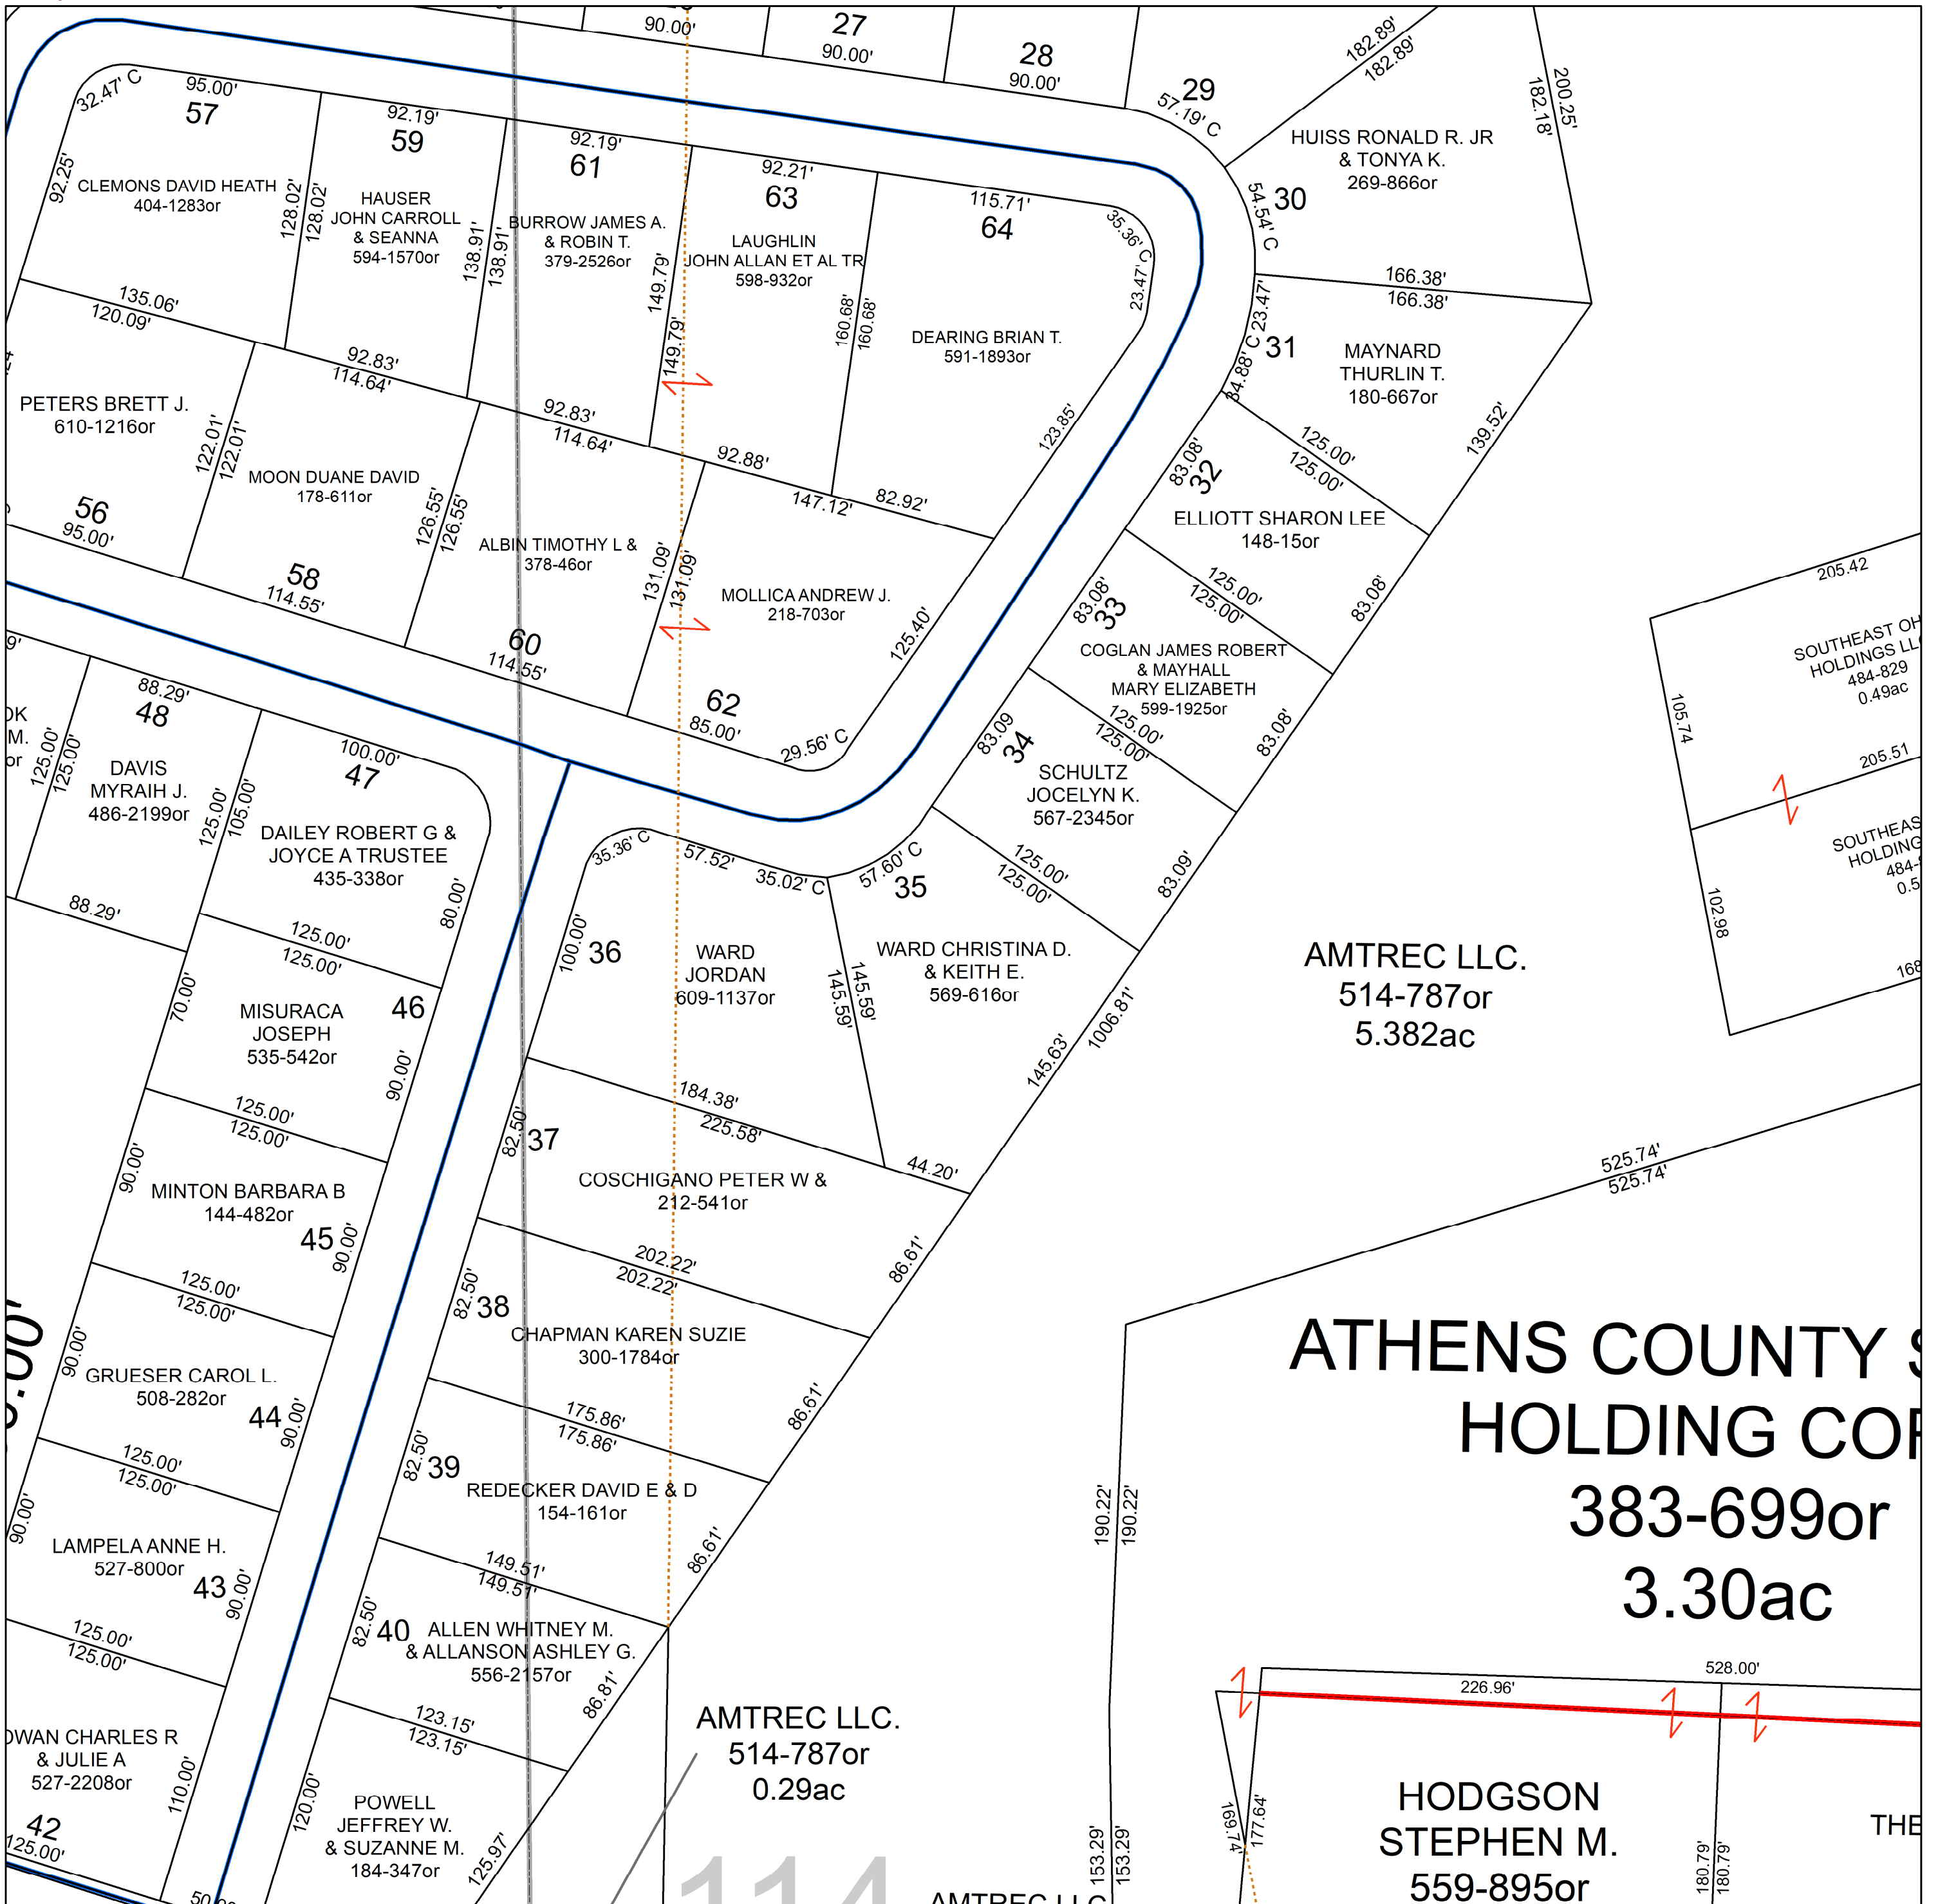 90.00'
27
90.00'
28
90.00'
29
57.19' C
182.89'
182.89'
200.25'
182.18'
32.47' C
95.00'
57
92.25'
CLEMONS DAVID HEATH
404-1283or
128.02'
128.02'
92.19'
59
HAUSER
JOHN CARROLL
& SEANNA
594-1570or
138.91'
138.91'
92.19'
61
BURROW JAMES A.
& ROBIN T.
379-2526or
149.79'
149.79'
92.21'
63
LAUGHLIN
JOHN ALLAN ET AL TR
598-932or
160.68'
160.68'
115.71'
64
35.36' C
23.47'
DEARING BRIAN T.
591-1893or
123.85'
HUISS RONALD R. JR
& TONYA K.
269-866or
30
54.54' C
166.38'
166.38'
23.47'
34.88' C
31
MAYNARD
THURLIN T.
180-667or
139.52'
135.06'
120.09'
92.83'
114.64'
92.83'
114.64'
92.88'
147.12'
82.92'
PETERS BRETT J.
610-1216or
122.01'
122.01'
56
95.00'
MOON DUANE DAVID
178-611or
126.55'
126.55'
58
114.55'
ALBIN TIMOTHY L &
378-46or
131.09'
131.09'
60
114.55'
MOLLICA ANDREW J.
218-703or
125.40'
62
85.00'
29.56' C
125.00'
125.00'
83.08'
32
ELLIOTT SHARON LEE
148-15or
83.08'
125.00'
125.00'
83.08'
33
COGLAN JAMES ROBERT
& MAYHALL
MARY ELIZABETH
599-1925or
83.08'
125.00'
125.00'
83.09
34
SCHULTZ
JOCELYN K.
567-2345or
83.09'
125.00'
125.00'
205.42
SOUTHEAST OH
HOLDINGS LLC
484-829
0.49ac
105.74
205.51
SOUTHEAS
HOLDING
484-
0.5
102.98
168
9'
OK
M.
or
125.00'
125.00'
88.29'
48
DAVIS
MYRAIH J.
486-2199or
88.29'
100.00'
47
125.00'
105.00'
DAILEY ROBERT G &
JOYCE A TRUSTEE
435-338or
80.00'
125.00'
125.00'
70.00'
MISURACA
JOSEPH
535-542or
46
90.00'
125.00'
125.00'
90.00'
MINTON BARBARA B
144-482or
45
90.00'
125.00'
125.00'
90.00'
GRUESER CAROL L.
508-282or
44
90.00'
125.00'
125.00'
90.00'
LAMPELA ANNE H.
527-800or
43
90.00'
125.00'
125.00'
OWAN CHARLES R
& JULIE A
527-2208or
42
125.00'
110.00'
35.36' C
57.52'
35.02' C
57.60' C
35
100.00'
36
WARD
JORDAN
609-1137or
145.59'
145.59'
WARD CHRISTINA D.
& KEITH E.
569-616or
145.63'
1006.81'
184.38'
225.58'
44.20'
82.50'
37
COSCHIGANO PETER W &
212-541or
86.61'
202.22'
202.22'
82.50'
38
CHAPMAN KAREN SUZIE
300-1784or
86.61'
175.86'
175.86'
82.50'
39
REDECKER DAVID E & D
154-161or
86.61'
149.51'
149.51'
82.50'
40
ALLEN WHITNEY M.
& ALLANSON ASHLEY G.
556-2157or
86.81'
123.15'
123.15'
120.00'
POWELL
JEFFREY W.
& SUZANNE M.
184-347or
125.97'
AMTREC LLC.
514-787or
5.382ac
525.74'
525.74'
ATHENS COUNTY
HOLDING COR
383-699or
3.30ac
190.22'
190.22'
AMTREC LLC.
514-787or
0.29ac
114
AMTREC LLC
153.29'
153.29'
528.00'
226.96'
169.74'
177.64'
HODGSON
STEPHEN M.
559-895or
180.79'
180.79'
THE